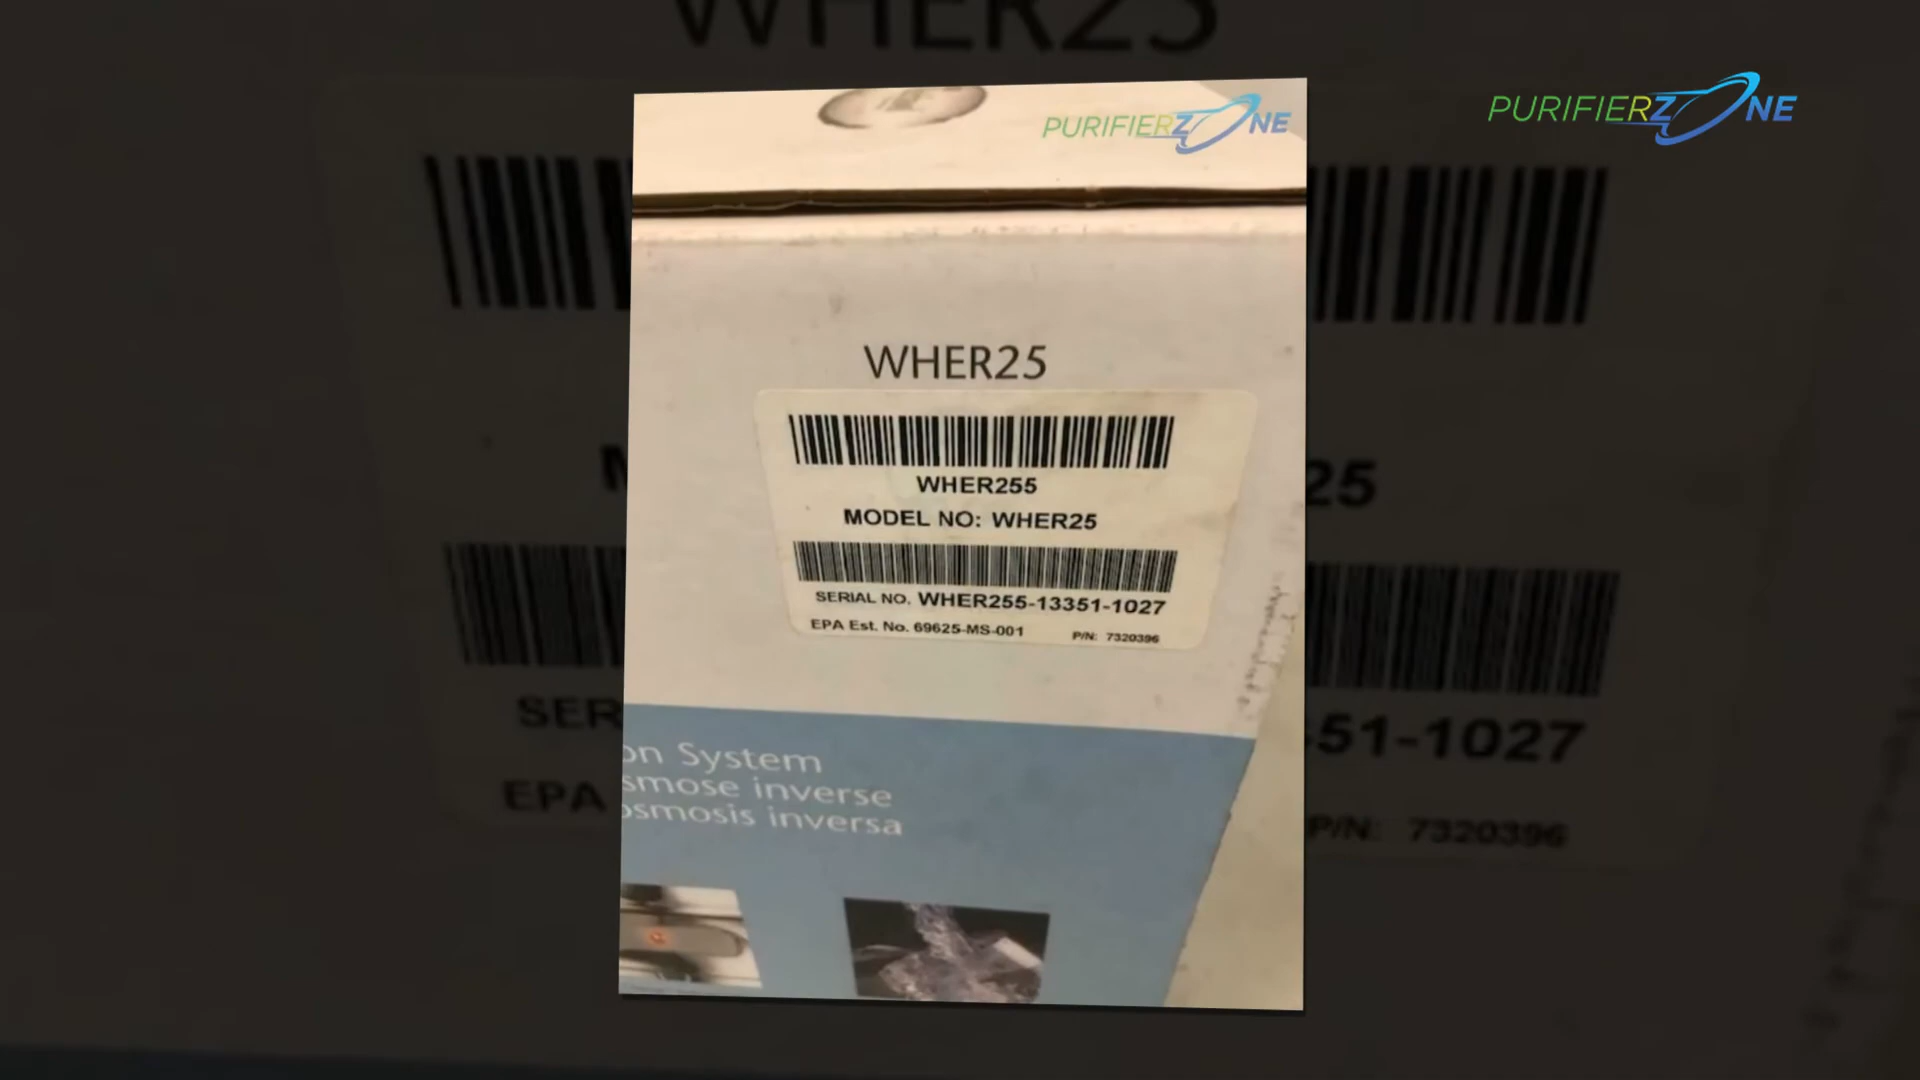 WHER25
PURIFIERZONE
PURIFIERZONE
WHER25
WHER255
MODEL NO: WHER25
SERIAL NO. WHER255-13351-1027
EPA Est. No. 69625-MS-001 P/N: 7320396
on System
smose inverse
osmosis inversa
25
SER
51-1027
EPA
P/N: 7320396